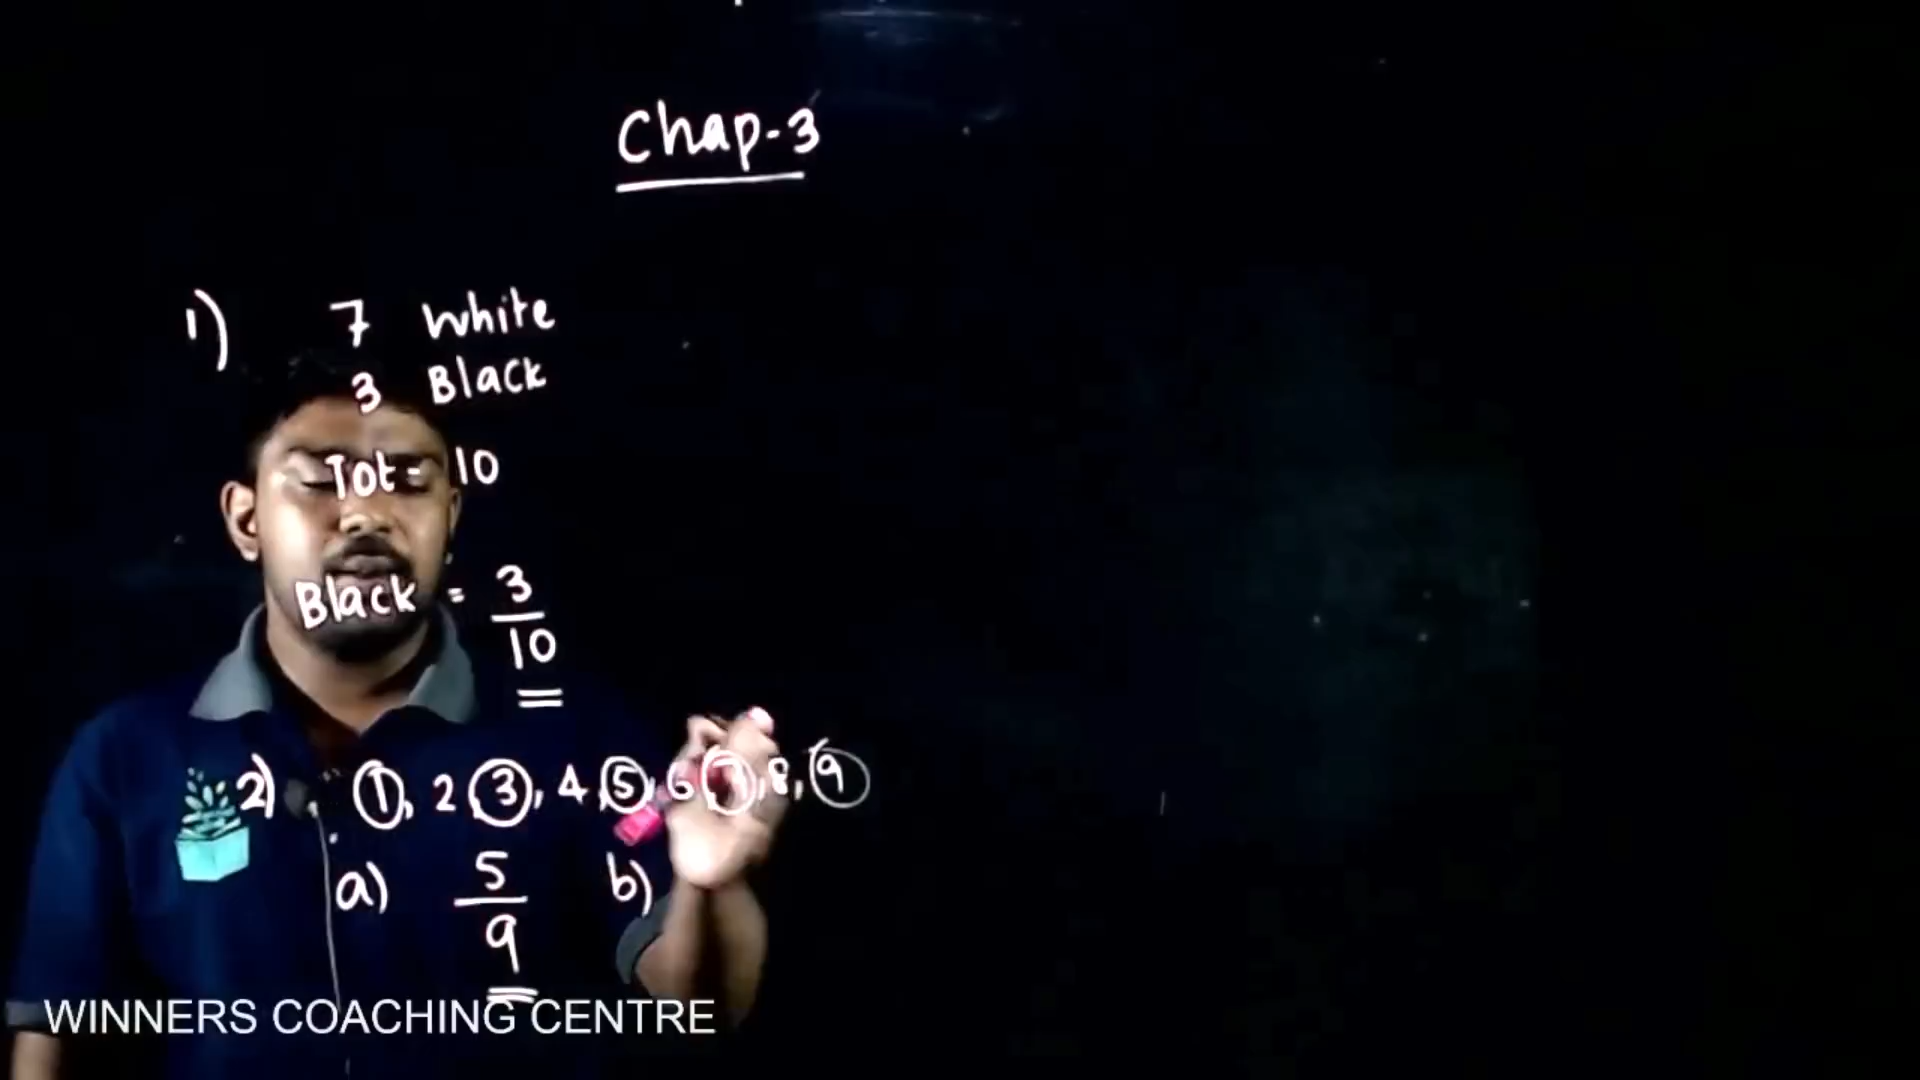 Chap-3
1) 7 White
3 Black
Tot = 10
Black = 3/10
2) 1, 2, 3, 4, 5, 6, 7, 8, 9
a) 5/9 b)
WINNERS COACHING CENTRE